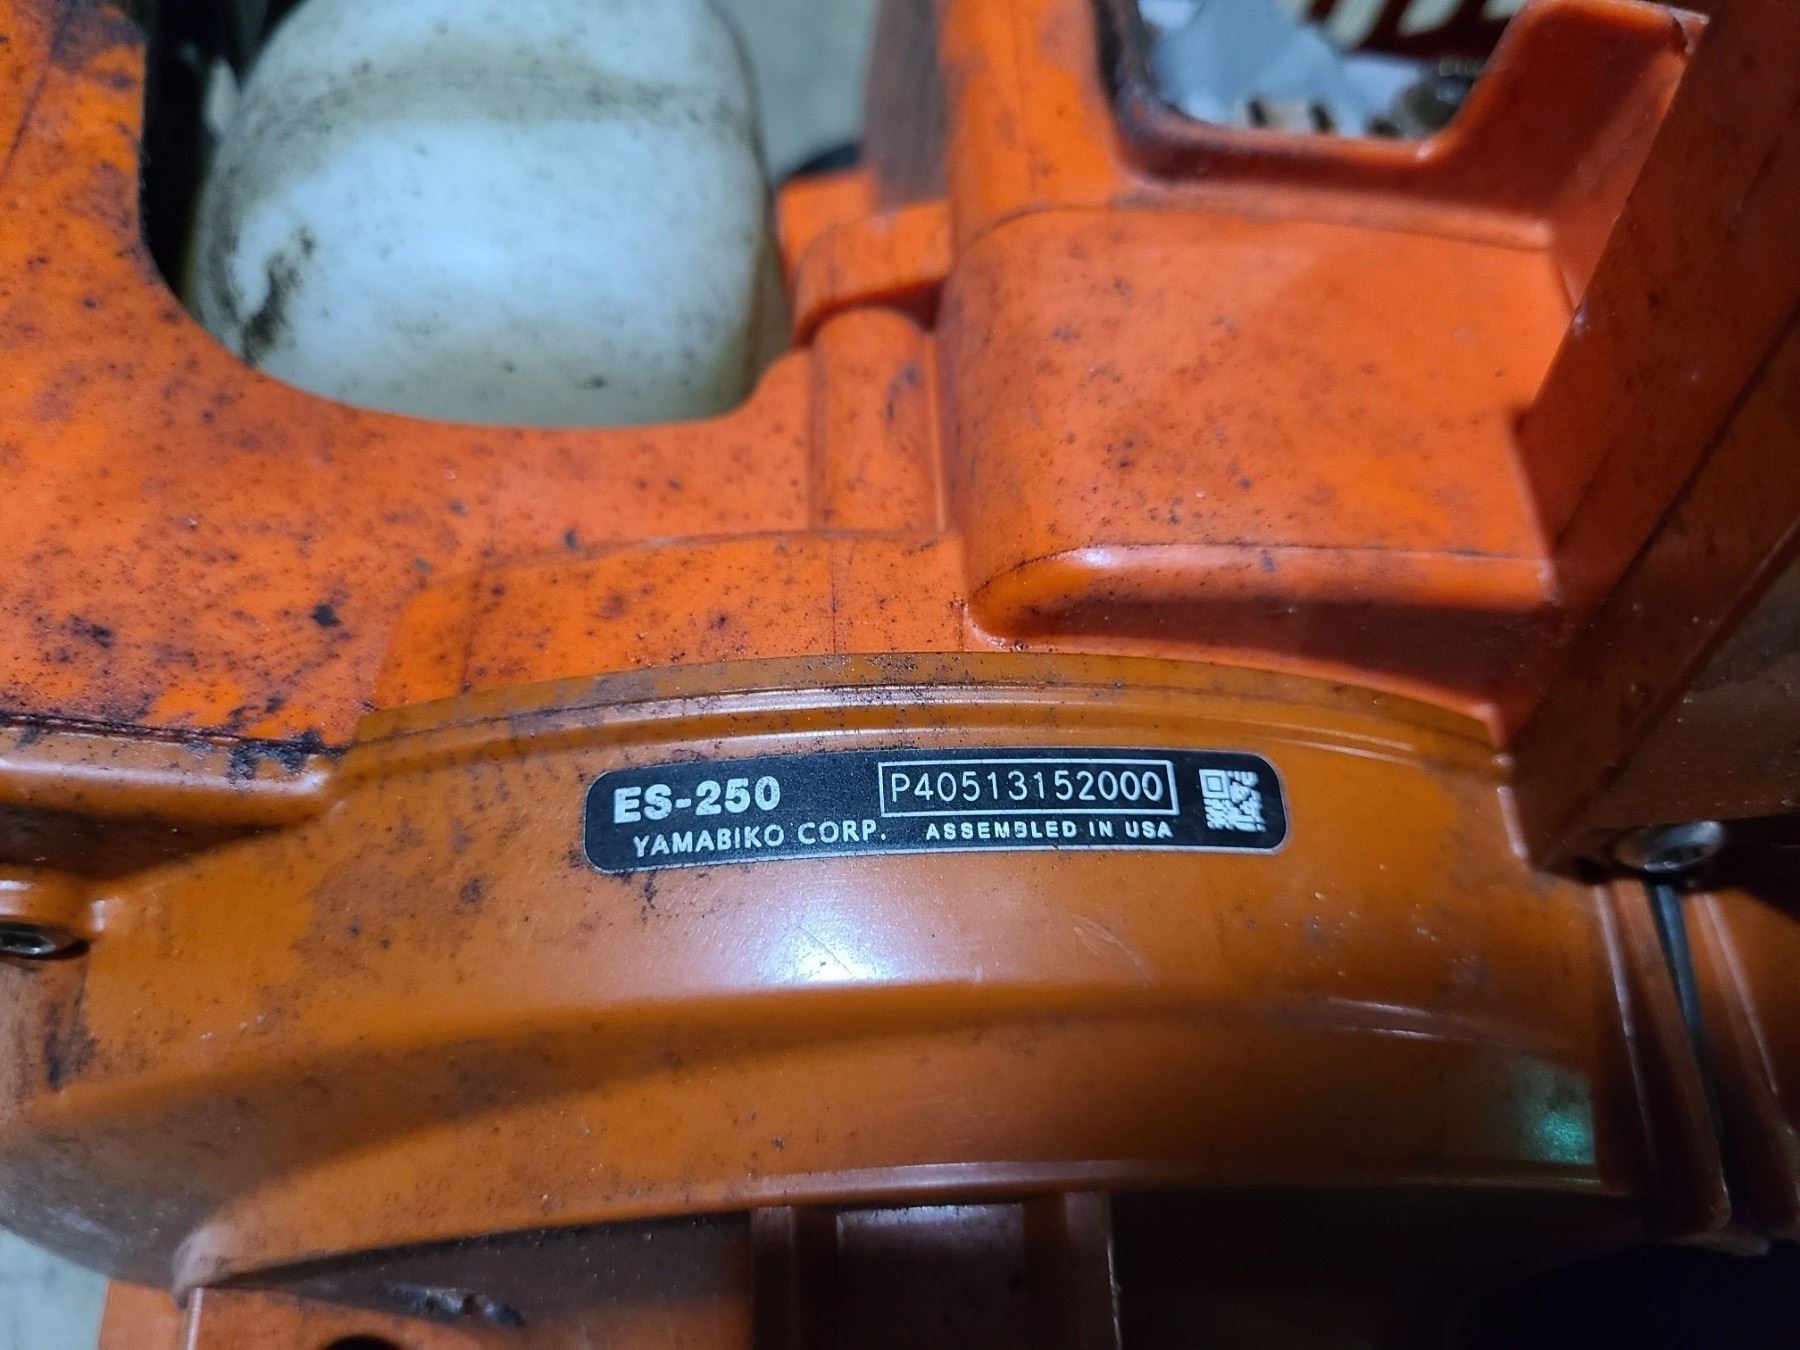 ES-250 P40513152000
YAMABIKO CORP. ASSEMBLED IN USA